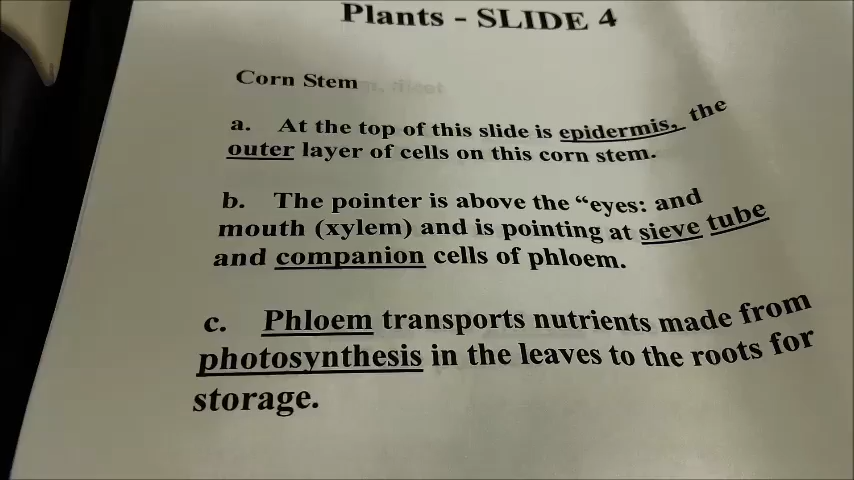 Plants - SLIDE 4
Corn Stem
a. At the top of this slide is epidermis, the
outer layer of cells on this corn stem.
b. The pointer is above the “eyes: and
mouth (xylem) and is pointing at sieve tube
and companion cells of phloem.
c. Phloem transports nutrients made from
photosynthesis in the leaves to the roots for
storage.